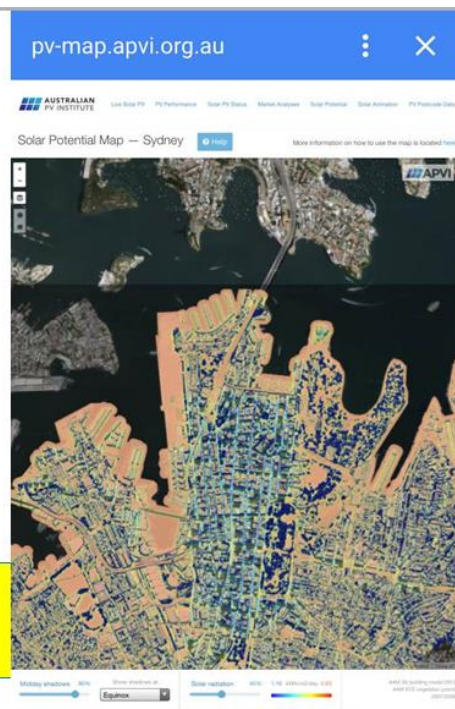 pv-map.apvi.org.au
AUSTRALIAN
PV INSTITUTE
Live Solar PV PV Performance Solar PV Status Market Analyses Solar Potential Solar Animation PV Postcode Data
Solar Potential Map — Sydney
Help
More information on how to use the map is located here
APVI
Midday shadows
Show shadows at
Equinox
Solar radiation